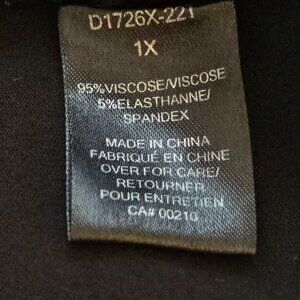 D1726X-221
1X
95%VISCOSE/VISCOSE
5%ELASTHANNE/
SPANDEX
MADE IN CHINA
FABRIQUÉ EN CHINE
OVER FOR CARE/
RETOURNER
POUR ENTRETIEN
CA# 00210